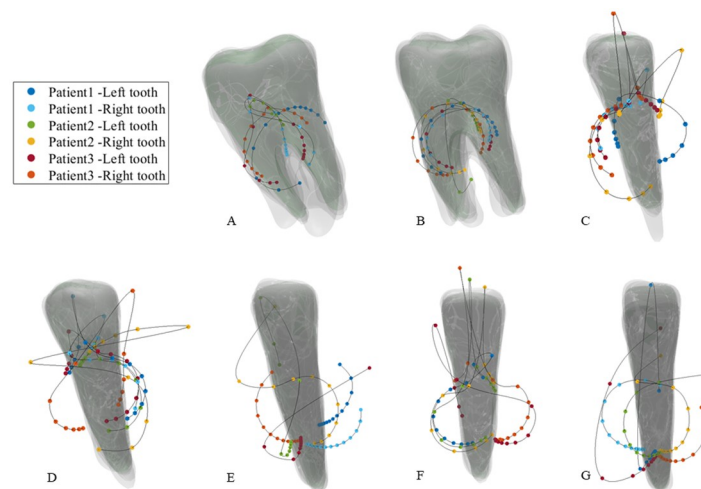 Patient1 -Left tooth
Patient1 -Right tooth
Patient2 -Left tooth
Patient2 -Right tooth
Patient3 -Left tooth
Patient3 -Right tooth
A
B
C
D
E
F
G